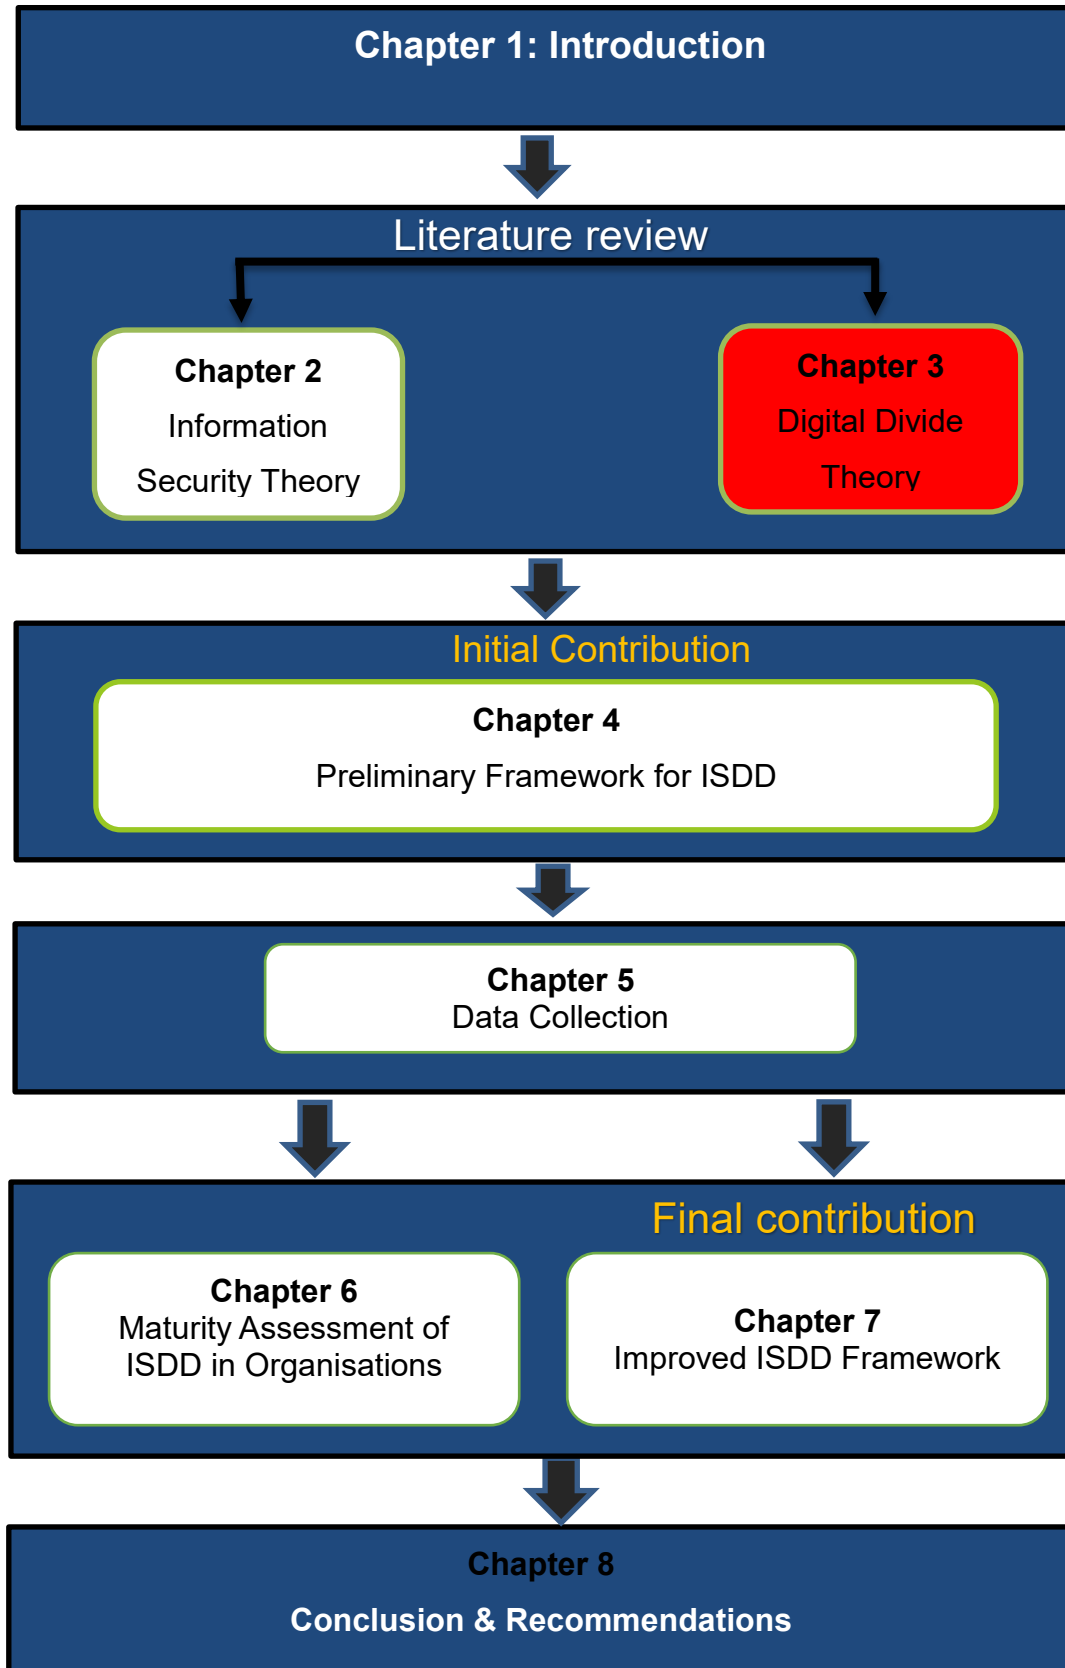 Chapter 1: Introduction
Literature review
Chapter 2
Information
Security Theory
Chapter 3
Digital Divide
Theory
Initial Contribution
Chapter 4
Preliminary Framework for ISDD
Chapter 5
Data Collection
Final contribution
Chapter 6
Maturity Assessment of
ISDD in Organisations
Chapter 7
Improved ISDD Framework
Chapter 8
Conclusion & Recommendations